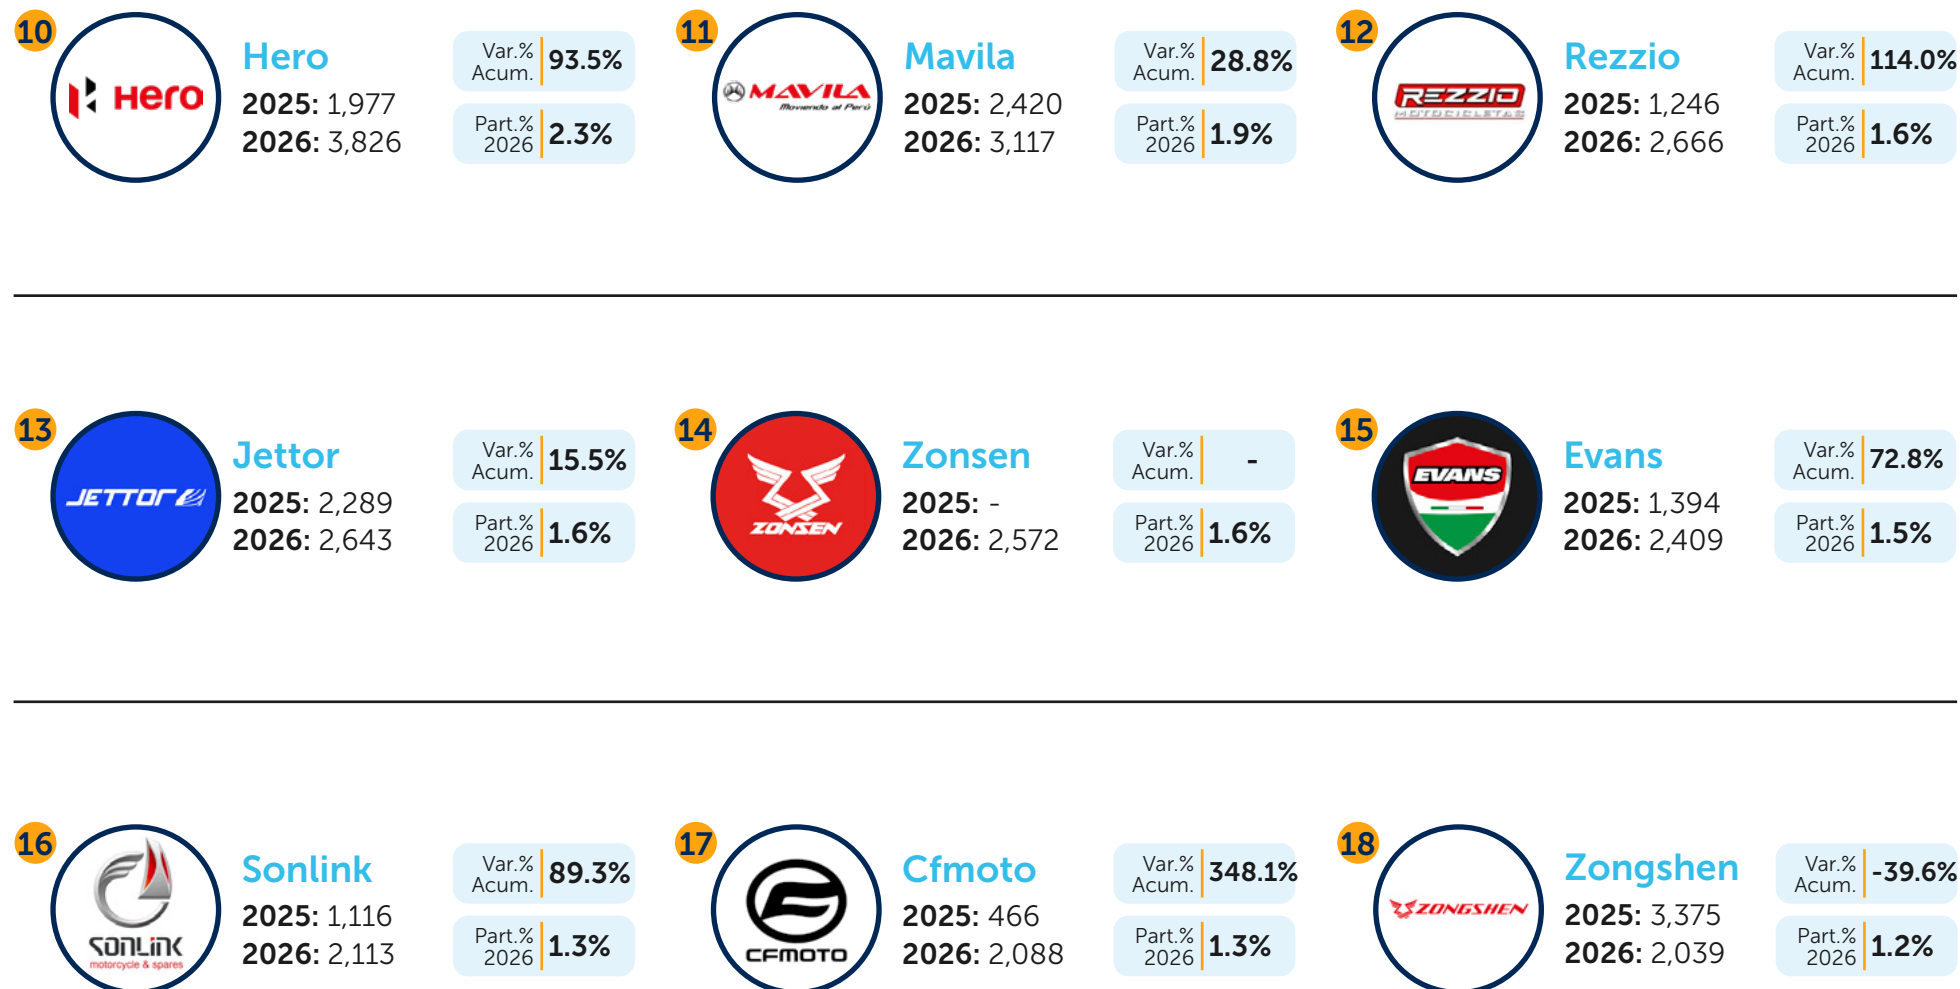 10
Hero
Hero
2025: 1,977
2026: 3,826
Var.%
Acum.
93.5%
Part.%
2026
2.3%
11
MAVILA
Moviendo al Perú
Mavila
2025: 2,420
2026: 3,117
Var.%
Acum.
28.8%
Part.%
2026
1.9%
12
REZZIO
MOTOCICLETAS
Rezzio
2025: 1,246
2026: 2,666
Var.%
Acum.
114.0%
Part.%
2026
1.6%
13
JETTOR
Jettor
2025: 2,289
2026: 2,643
Var.%
Acum.
15.5%
Part.%
2026
1.6%
14
ZONSEN
Zonsen
2025: -
2026: 2,572
Var.%
Acum.
-
Part.%
2026
1.6%
15
EVANS
Evans
2025: 1,394
2026: 2,409
Var.%
Acum.
72.8%
Part.%
2026
1.5%
16
SONLINK
motorcycle & spares
Sonlink
2025: 1,116
2026: 2,113
Var.%
Acum.
89.3%
Part.%
2026
1.3%
17
CFMOTO
Cfmoto
2025: 466
2026: 2,088
Var.%
Acum.
348.1%
Part.%
2026
1.3%
18
ZONGSHEN
Zongshen
2025: 3,375
2026: 2,039
Var.%
Acum.
-39.6%
Part.%
2026
1.2%